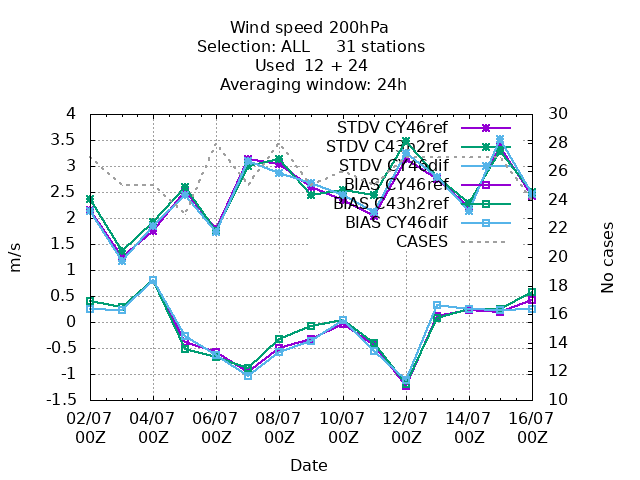 Wind speed 200hPa
Selection: ALL 31 stations
Used 12 + 24
Averaging window: 24h
STDV CY46ref
STDV C43h2ref
STDV CY46dif
BIAS CY46ref
BIAS C43h2ref
BIAS CY46dif
CASES
m/s
4
3.5
3
2.5
2
1.5
1
0.5
0
-0.5
-1
-1.5
No cases
30
28
26
24
22
20
18
16
14
12
10
02/07 04/07 06/07 08/07 10/07 12/07 14/07 16/07
00Z 00Z 00Z 00Z 00Z 00Z 00Z 00Z
Date